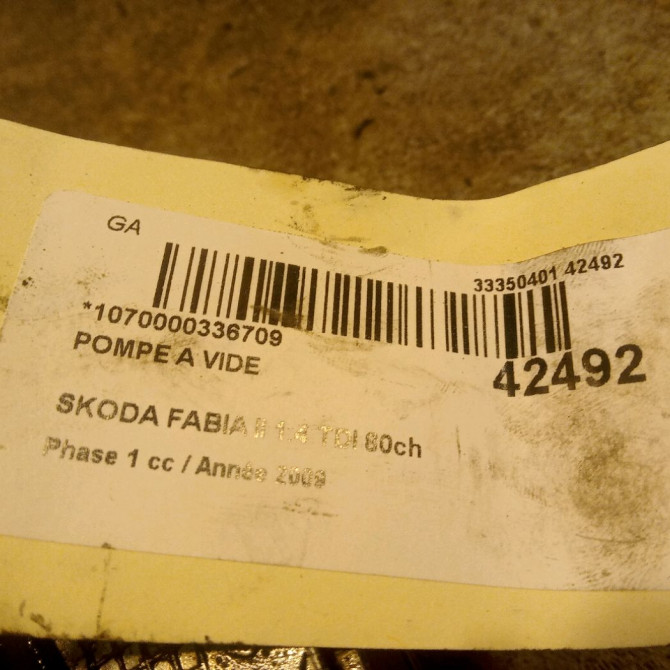 GA
33350401 42492
*1070000336709
42492
POMPE A VIDE
SKODA FABIA II 1.4 TDI 80ch
Phase 1 cc / Année 2009